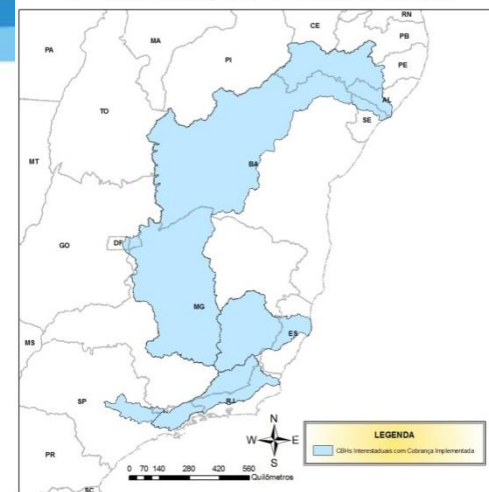 CE
RN
PB
PA
MA
PI
PE
TO
AL
SE
MT
BA
GO
DF
MG
ES
MS
SP
RJ
PR
SC
N
W E
S
0 70 140 280 420 560
Quilômetros
LEGENDA
CBHs Interestaduais com Cobrança Implementada